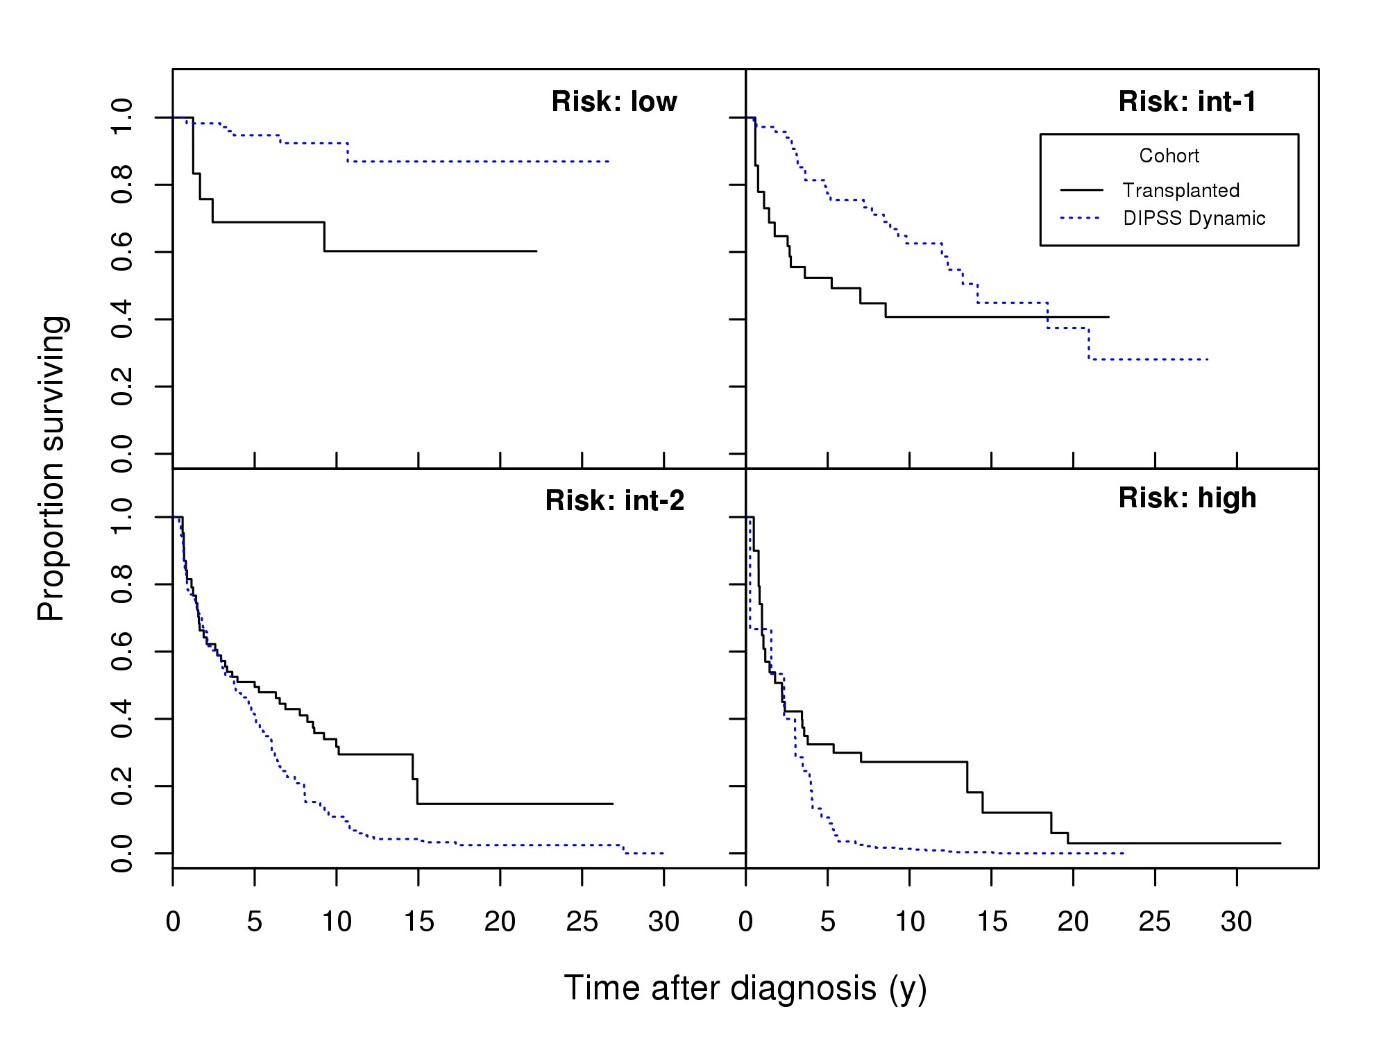 Risk: low
Risk: int-1
Cohort
Transplanted
DIPSS Dynamic
1.0
0.8
0.6
0.4
0.2
0.0
Risk: int-2
Risk: high
1.0
0.8
0.6
0.4
0.2
0.0
Proportion surviving
0 5 10 15 20 25 30 0 5 10 15 20 25 30
Time after diagnosis (y)